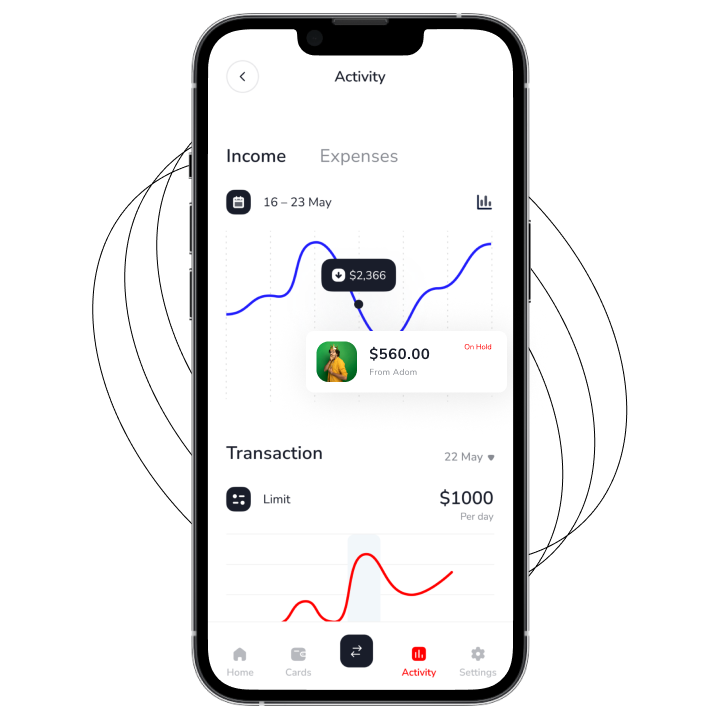 Activity
Income Expenses
16 – 23 May
$2,366
$560.00
On Hold
From Adom
Transaction
22 May
Limit
$1000
Per day
Home Cards Activity Settings